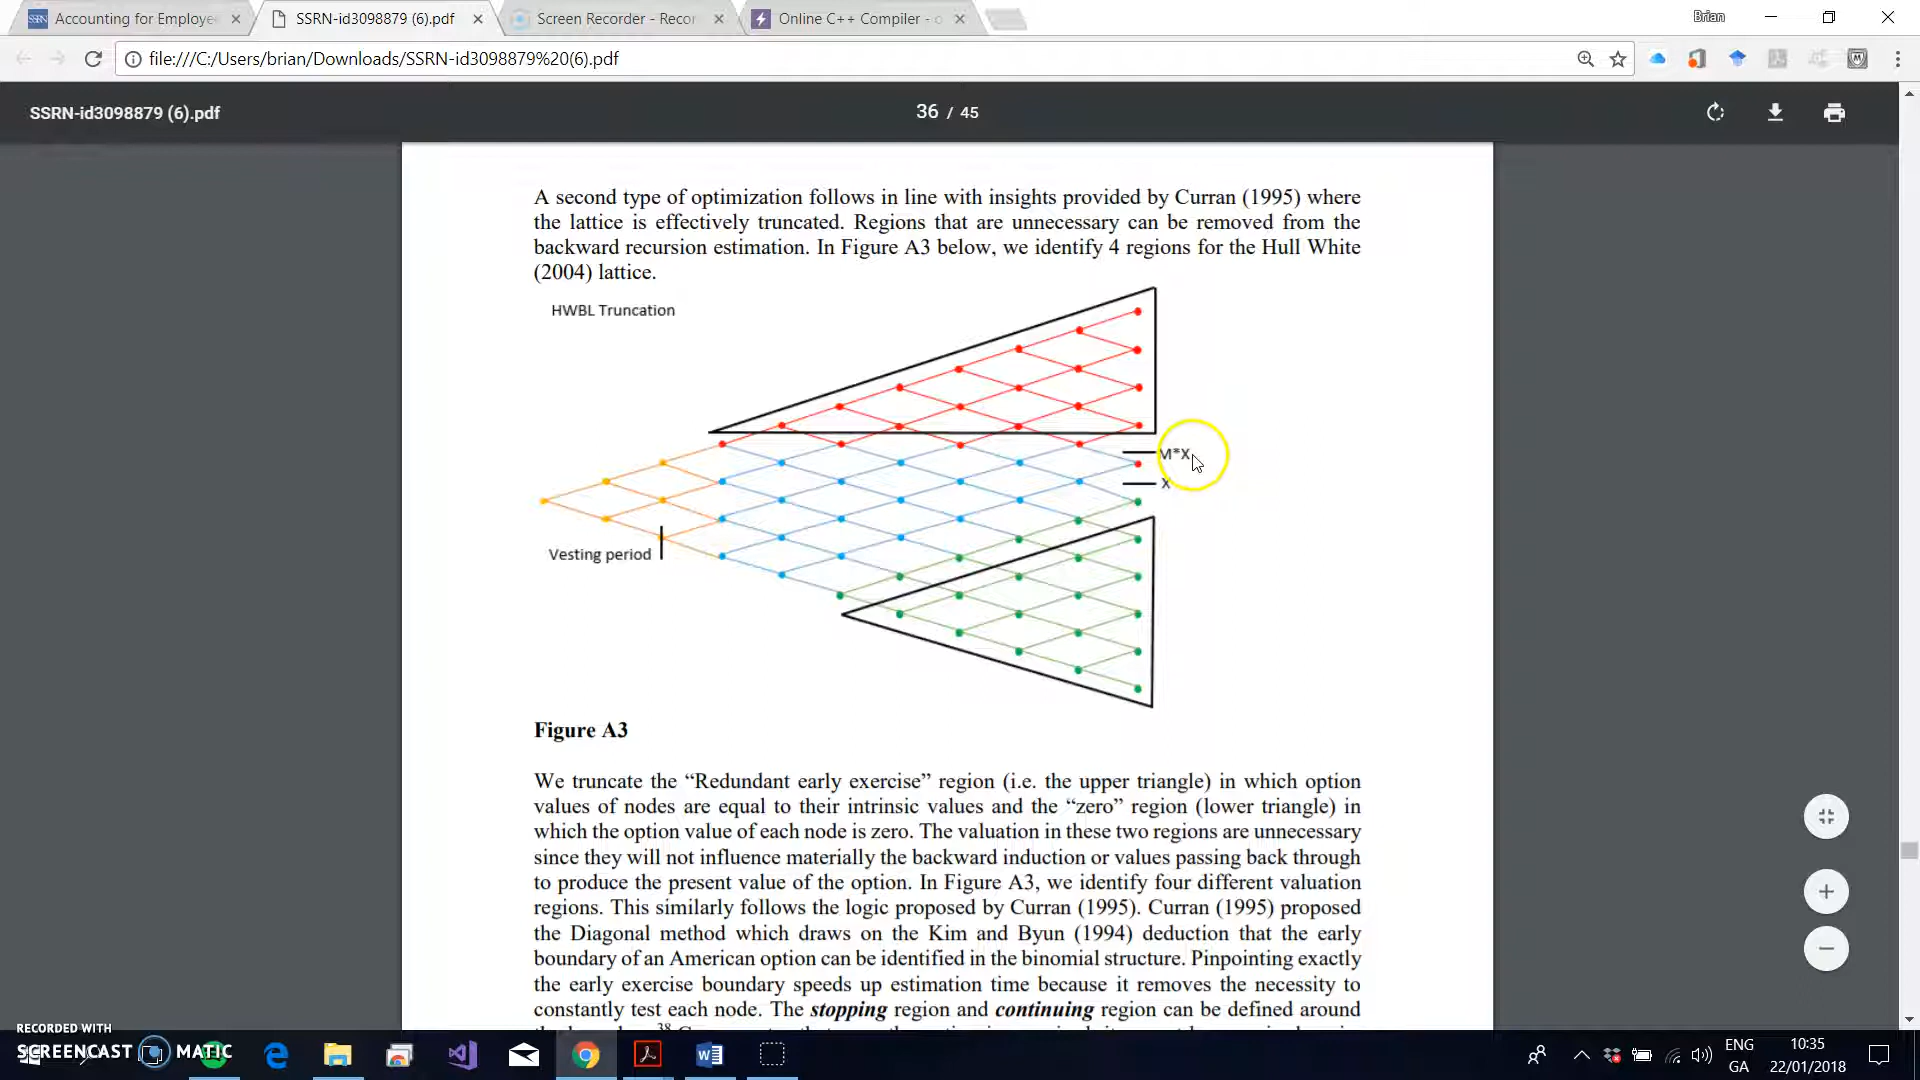 Accounting for Employe
SSRN-id3098879 (6).pdf
Screen Recorder - Recor
Online C++ Compiler - o
Brian
file:///C:/Users/brian/Downloads/SSRN-id3098879%20(6).pdf
SSRN-id3098879 (6).pdf
36 / 45
A second type of optimization follows in line with insights provided by Curran (1995) where
the lattice is effectively truncated. Regions that are unnecessary can be removed from the
backward recursion estimation. In Figure A3 below, we identify 4 regions for the Hull White
(2004) lattice.
HWBL Truncation
M*X
X
Vesting period
Figure A3
We truncate the “Redundant early exercise” region (i.e. the upper triangle) in which option
values of nodes are equal to their intrinsic values and the “zero” region (lower triangle) in
which the option value of each node is zero. The valuation in these two regions are unnecessary
since they will not influence materially the backward induction or values passing back through
to produce the present value of the option. In Figure A3, we identify four different valuation
regions. This similarly follows the logic proposed by Curran (1995). Curran (1995) proposed
the Diagonal method which draws on the Kim and Byun (1994) deduction that the early
boundary of an American option can be identified in the binomial structure. Pinpointing exactly
the early exercise boundary speeds up estimation time because it removes the necessity to
constantly test each node. The stopping region and continuing region can be defined around
38
RECORDED WITH
SCREENCAST MATIC
ENG
GA
10:35
22/01/2018